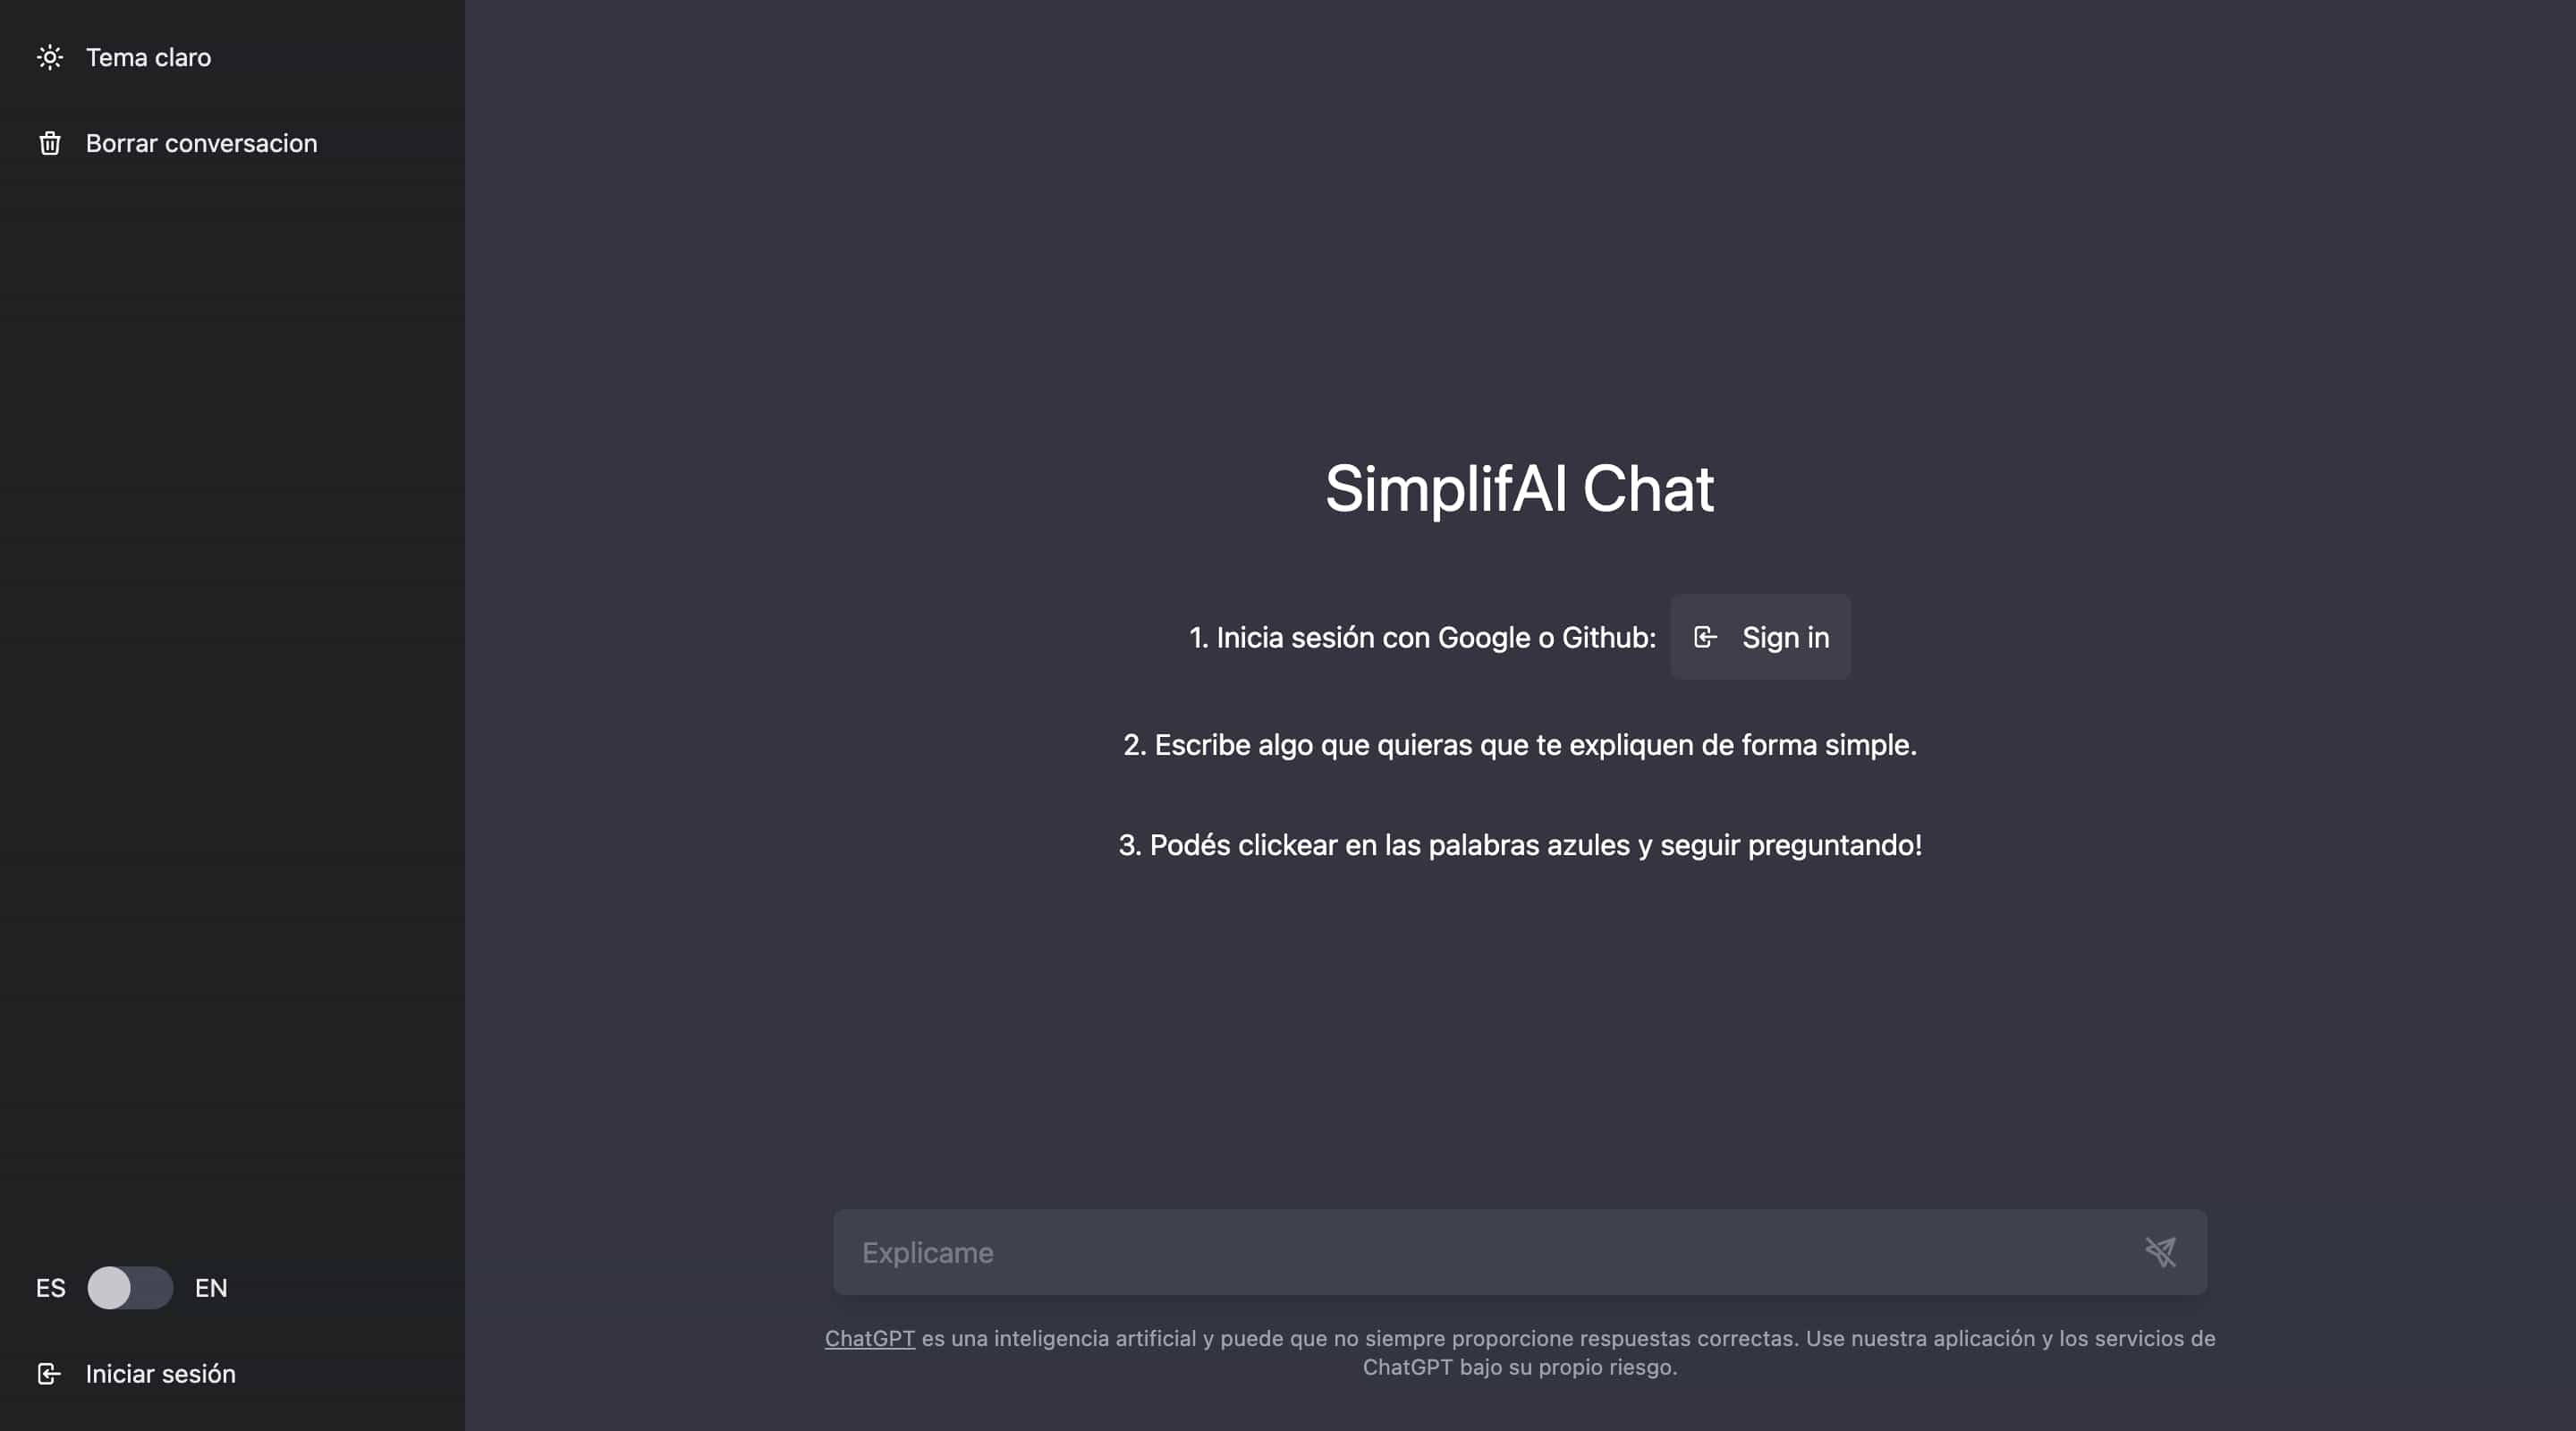 Tema claro
Borrar conversacion
SimplifAI Chat
1. Inicia sesión con Google o Github: Sign in
2. Escribe algo que quieras que te expliquen de forma simple.
3. Podés clickear en las palabras azules y seguir preguntando!
Explicame
ChatGPT es una inteligencia artificial y puede que no siempre proporcione respuestas correctas. Use nuestra aplicación y los servicios de
ChatGPT bajo su propio riesgo.
ES EN
Iniciar sesión